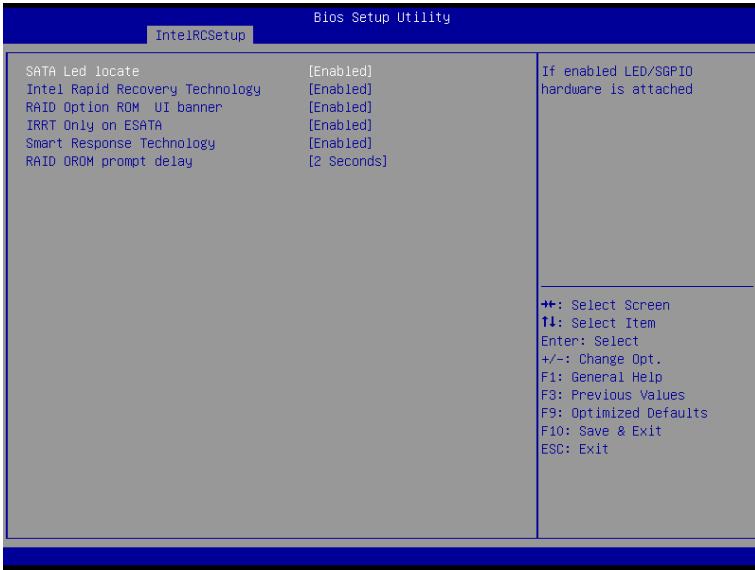 Bios Setup Utility
IntelRCSetup
SATA Led locate [Enabled]
Intel Rapid Recovery Technology [Enabled]
RAID Option ROM  UI banner [Enabled]
IRRT Only on ESATA [Enabled]
Smart Response Technology [Enabled]
RAID OROM prompt delay [2 Seconds]
If enabled LED/SGPIO
hardware is attached
→←: Select Screen
↑↓: Select Item
Enter: Select
+/-: Change Opt.
F1: General Help
F3: Previous Values
F9: Optimized Defaults
F10: Save & Exit
ESC: Exit